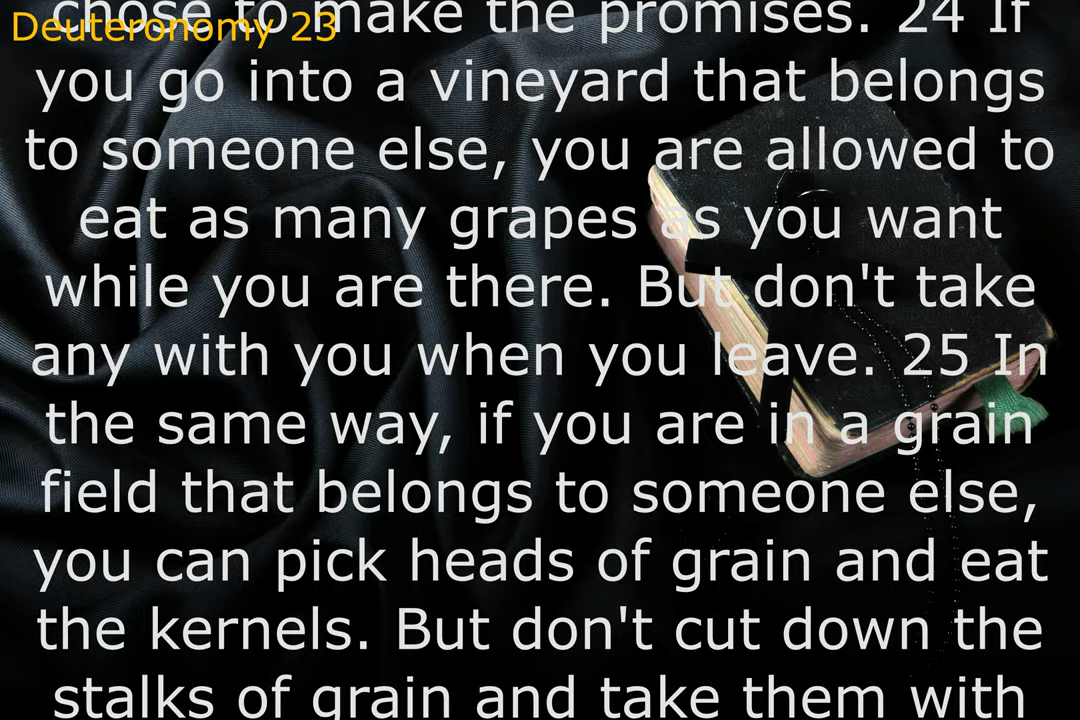 Deuteronomy 23
chose to make the promises. 24 If
you go into a vineyard that belongs
to someone else, you are allowed to
eat as many grapes as you want
while you are there. But don't take
any with you when you leave. 25 In
the same way, if you are in a grain
field that belongs to someone else,
you can pick heads of grain and eat
the kernels. But don't cut down the
stalks of grain and take them with